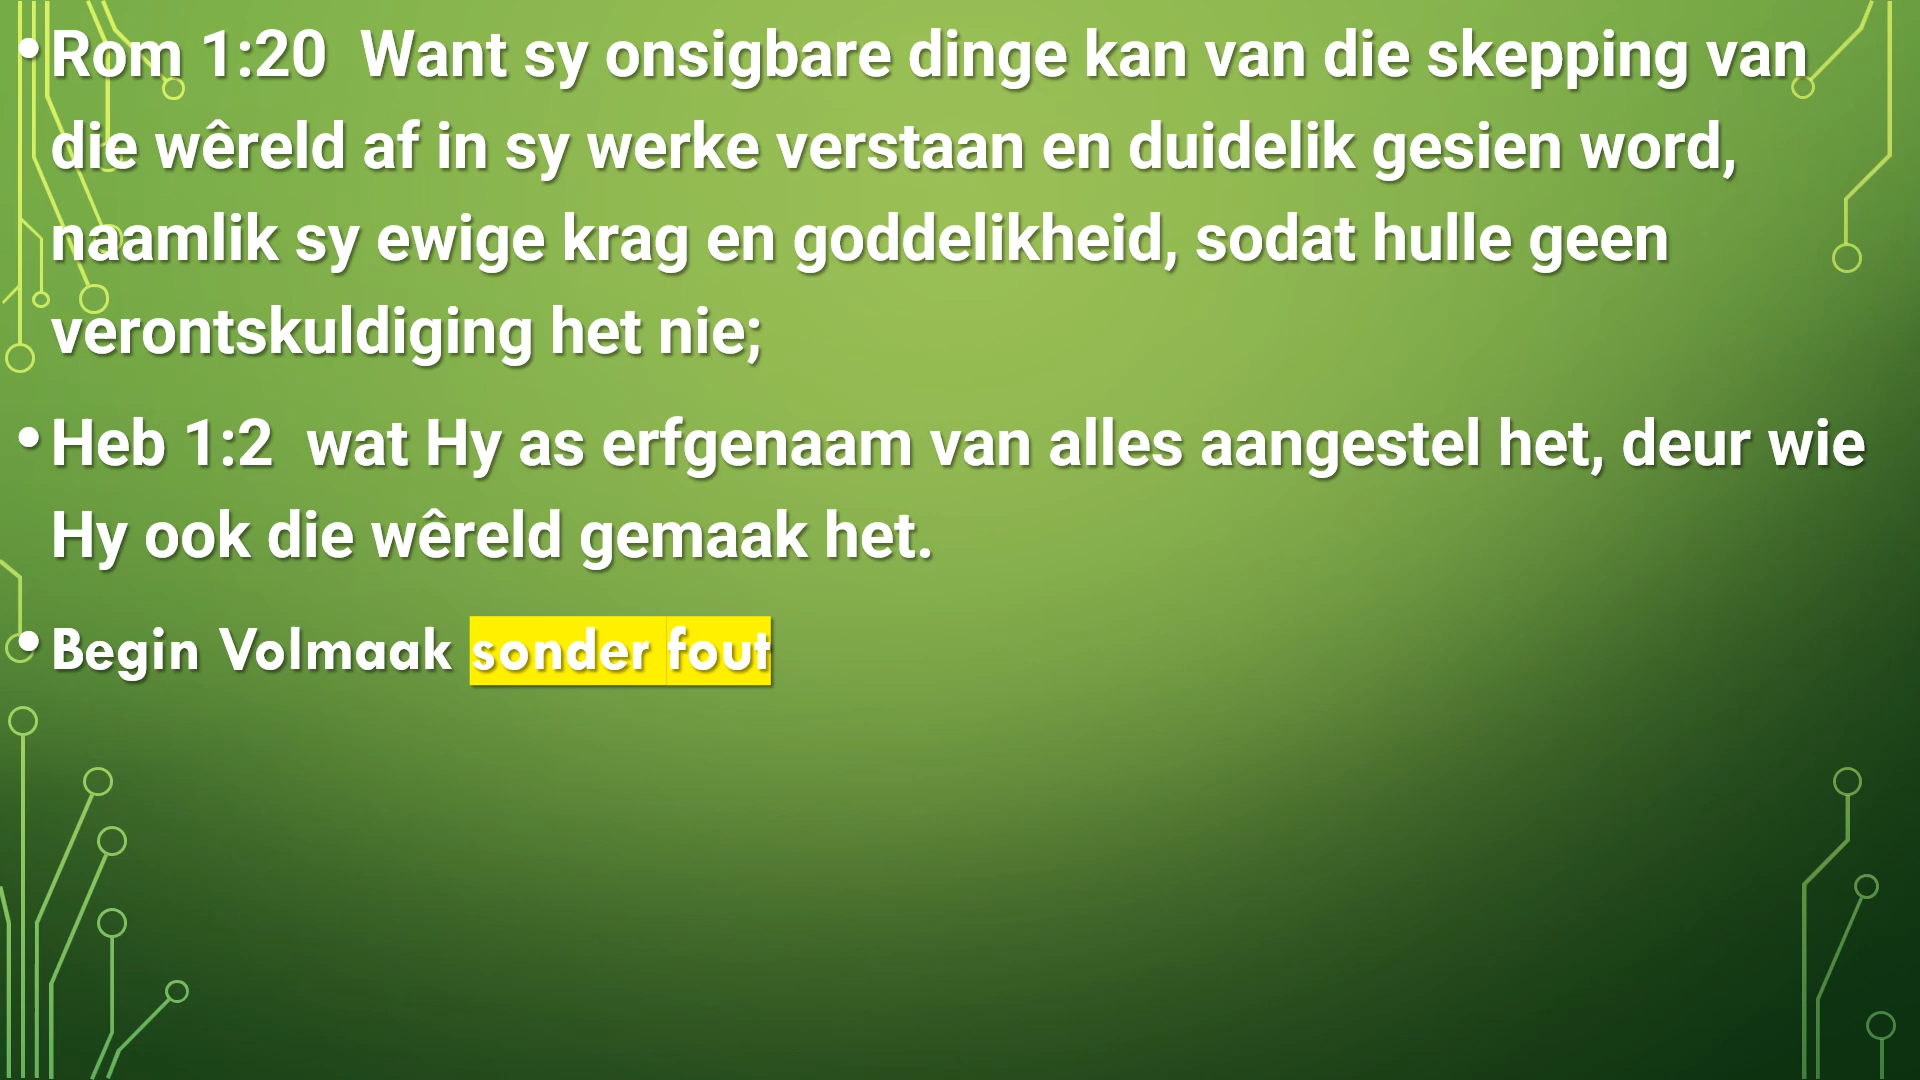 • Rom 1:20  Want sy onsigbare dinge kan van die skepping van
die wêreld af in sy werke verstaan en duidelik gesien word,
naamlik sy ewige krag en goddelikheid, sodat hulle geen
verontskuldiging het nie;
• Heb 1:2  wat Hy as erfgenaam van alles aangestel het, deur wie
Hy ook die wêreld gemaak het.
• Begin Volmaak sonder fout